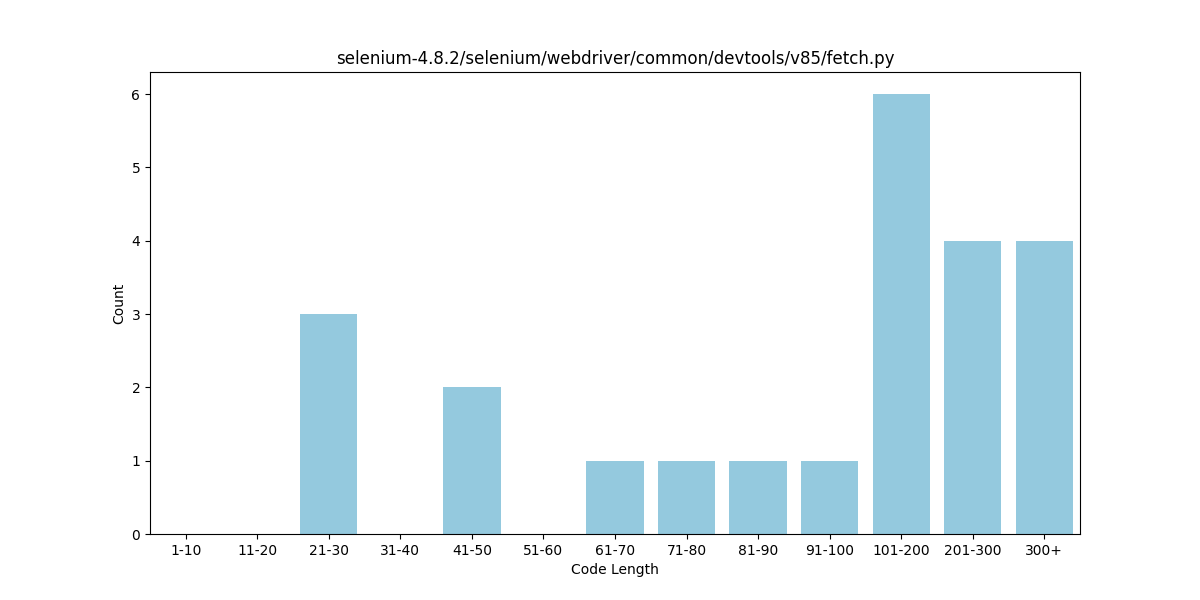 selenium-4.8.2/selenium/webdriver/common/devtools/v85/fetch.py
6
5
4
3
2
1
0
Count
1-10 11-20 21-30 31-40 41-50 51-60 61-70 71-80 81-90 91-100 101-200 201-300 300+
Code Length